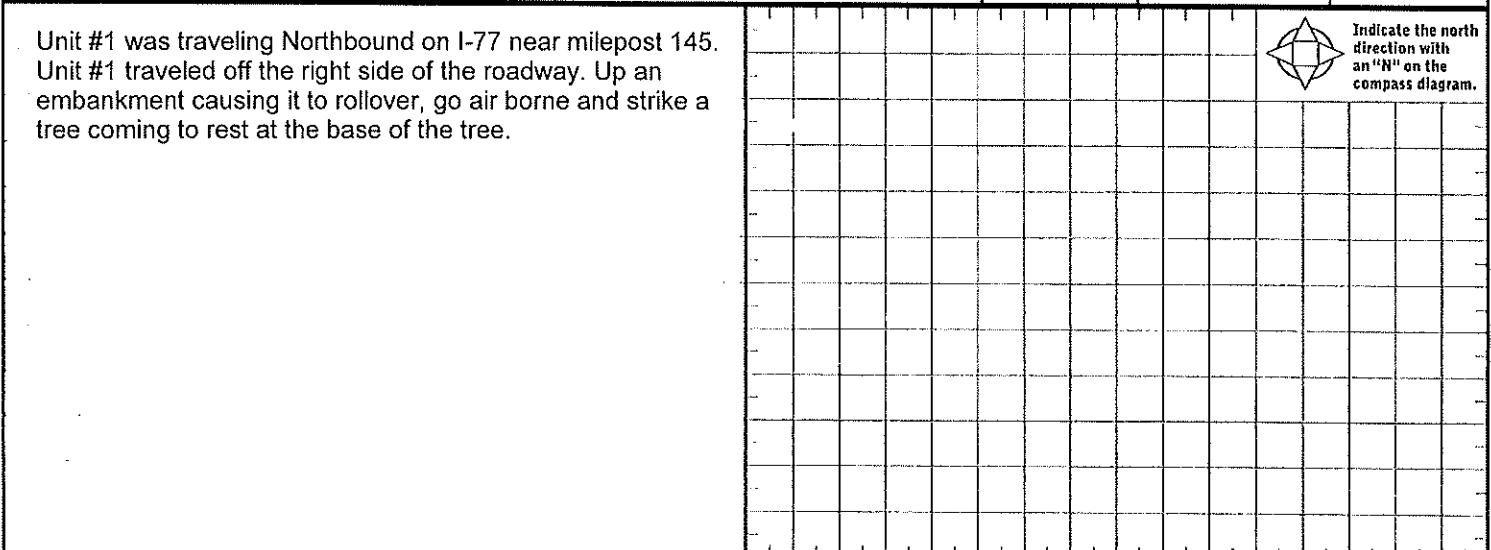 Unit #1 was traveling Northbound on I-77 near milepost 145.
Unit #1 traveled off the right side of the roadway. Up an
embankment causing it to rollover, go air borne and strike a
tree coming to rest at the base of the tree.
Indicate the north
direction with
an "N" on the
compass diagram.